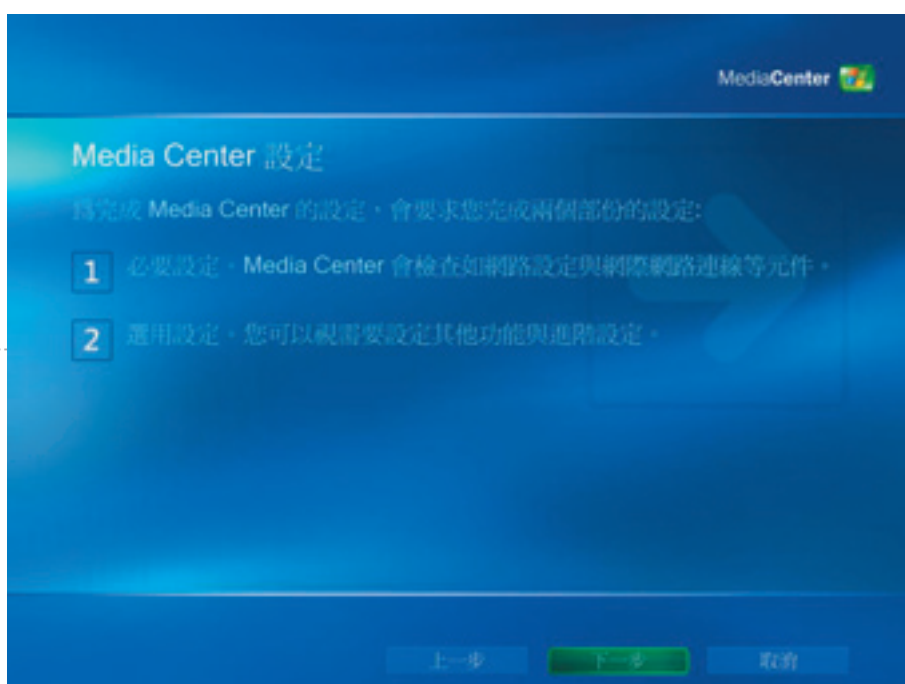 MediaCenter
Media Center 設定
為完成 Media Center 的設定，會要求您完成兩個部份的設定:
1 必要設定。Media Center 會檢查如網路設定與網際網路連線等元件。
2 選用設定。您可以視需要設定其他功能與進階設定。
上一步 下一步 取消